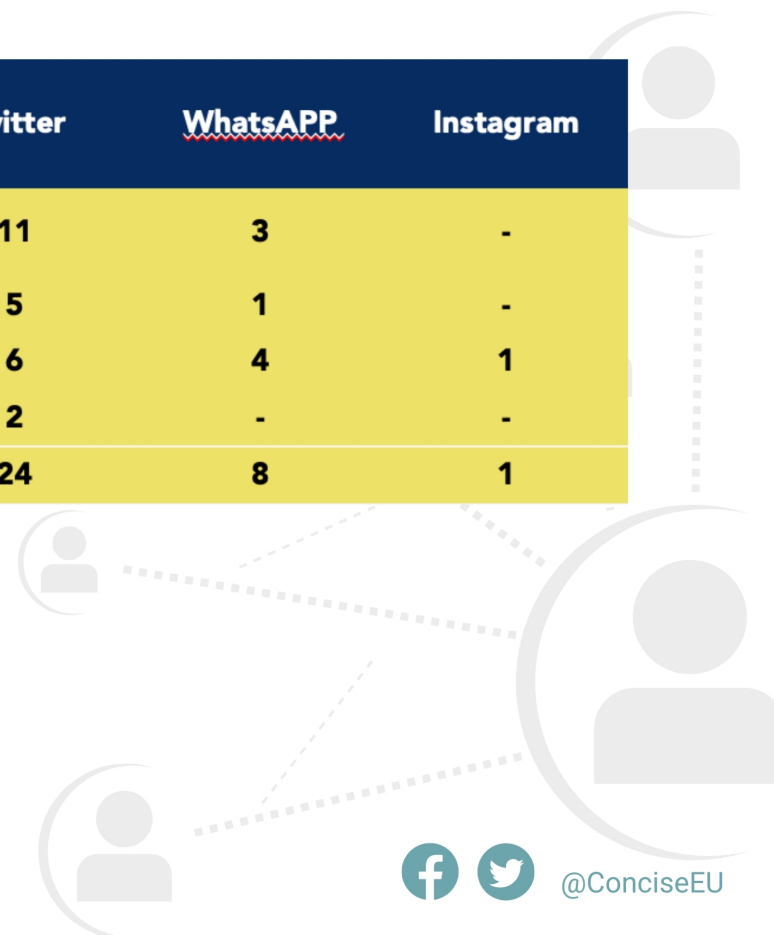 itter WhatsAPP Instagram
11 3 -
5 1 -
6 4 1
2 - -
24 8 1
@ConciseEU